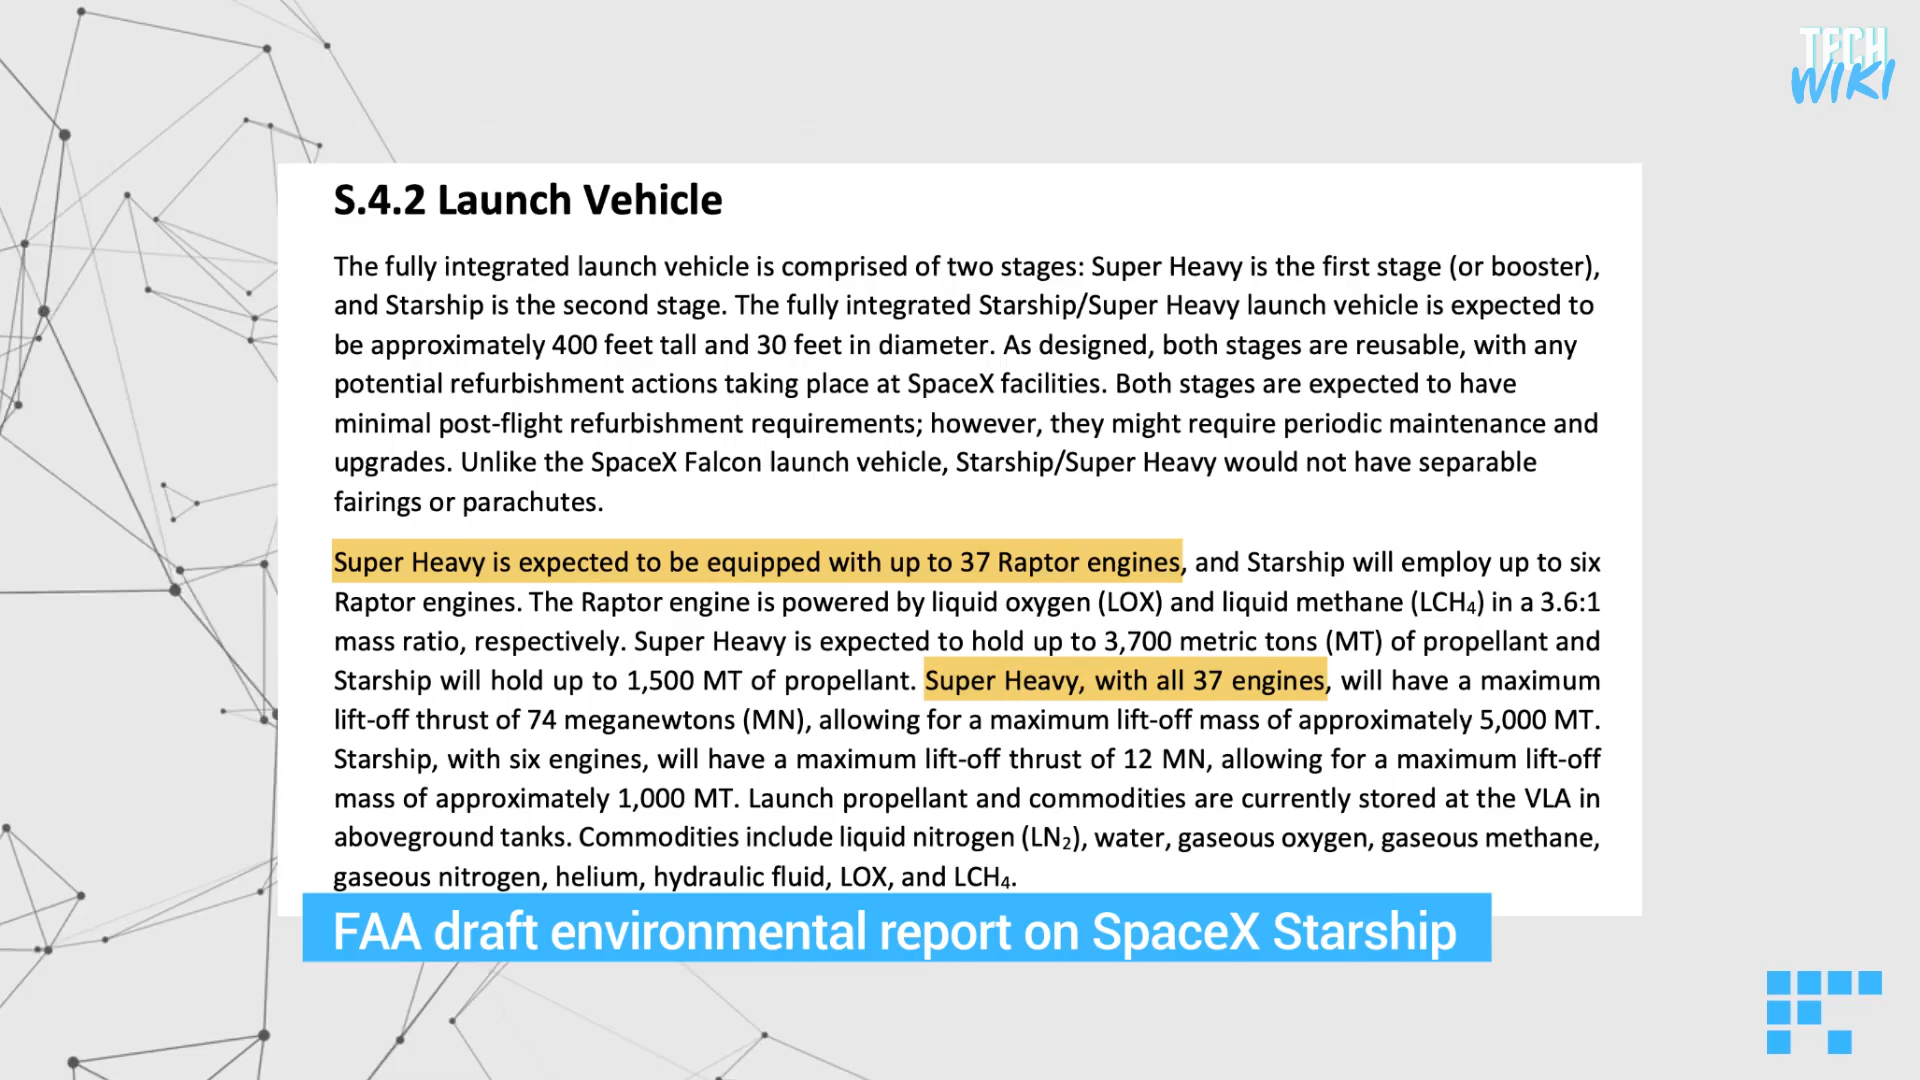 TECH
WIKI
S.4.2 Launch Vehicle
The fully integrated launch vehicle is comprised of two stages: Super Heavy is the first stage (or booster),
and Starship is the second stage. The fully integrated Starship/Super Heavy launch vehicle is expected to
be approximately 400 feet tall and 30 feet in diameter. As designed, both stages are reusable, with any
potential refurbishment actions taking place at SpaceX facilities. Both stages are expected to have
minimal post-flight refurbishment requirements; however, they might require periodic maintenance and
upgrades. Unlike the SpaceX Falcon launch vehicle, Starship/Super Heavy would not have separable
fairings or parachutes.
Super Heavy is expected to be equipped with up to 37 Raptor engines, and Starship will employ up to six
Raptor engines. The Raptor engine is powered by liquid oxygen (LOX) and liquid methane (LCH₄) in a 3.6:1
mass ratio, respectively. Super Heavy is expected to hold up to 3,700 metric tons (MT) of propellant and
Starship will hold up to 1,500 MT of propellant. Super Heavy, with all 37 engines, will have a maximum
lift-off thrust of 74 meganewtons (MN), allowing for a maximum lift-off mass of approximately 5,000 MT.
Starship, with six engines, will have a maximum lift-off thrust of 12 MN, allowing for a maximum lift-off
mass of approximately 1,000 MT. Launch propellant and commodities are currently stored at the VLA in
aboveground tanks. Commodities include liquid nitrogen (LN₂), water, gaseous oxygen, gaseous methane,
gaseous nitrogen, helium, hydraulic fluid, LOX, and LCH₄.
FAA draft environmental report on SpaceX Starship